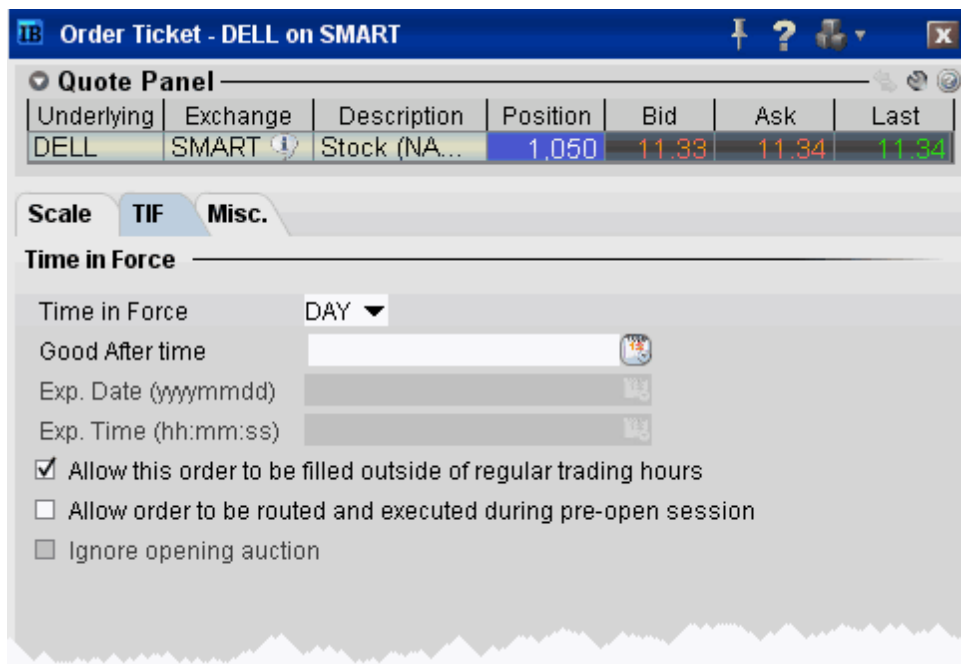 IB Order Ticket - DELL on SMART ?
Quote Panel ?
Underlying Exchange Description Position Bid Ask Last
DELL SMART i Stock (NA... 1,050 11.33 11.34 11.34
Scale TIF Misc.
Time in Force
Time in Force DAY
Good After time
Exp. Date (yyyymmdd)
Exp. Time (hh:mm:ss)
Allow this order to be filled outside of regular trading hours
Allow order to be routed and executed during pre-open session
Ignore opening auction